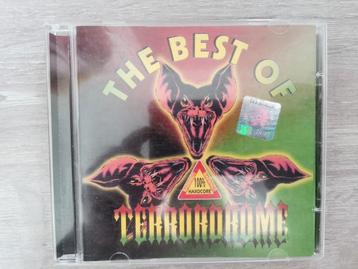 THE BEST OF
100%
HARDCORE
TERRORDROME